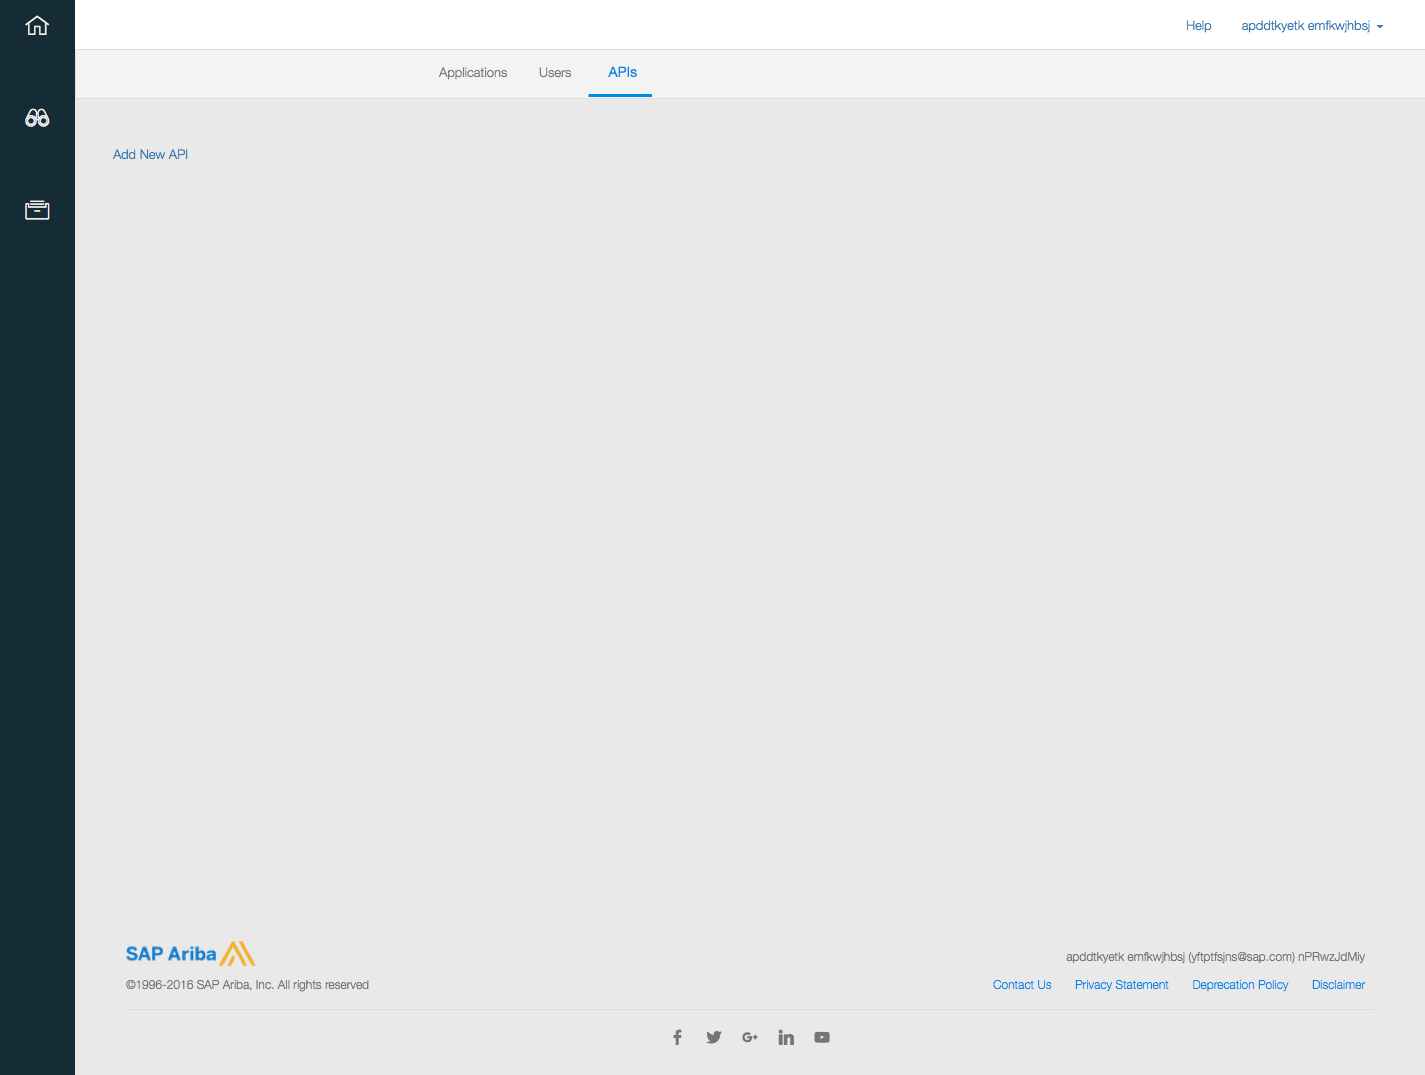 Help apddtkyetk emfkwjhbsj
Applications Users APIs
Add New API
SAP Ariba
apddtkyetk emfkwjhbsj (yftptfsjns@sap.com) nPRwzJdMiy
©1996-2016 SAP Ariba, Inc. All rights reserved
Contact Us Privacy Statement Deprecation Policy Disclaimer